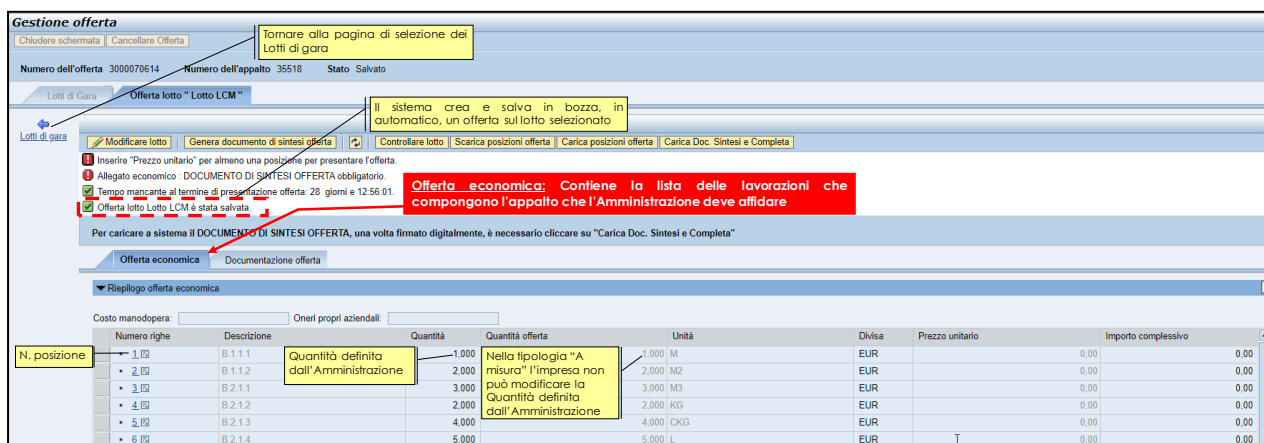 Gestione offerta
Chiudere schermata Cancellare Offerta
Tornare alla pagina di selezione dei
Lotti di gara
Numero dell'offerta 3000070614 Numero dell'appalto 35518 Stato Salvato
Lotti di Gara Offerta lotto " Lotto LCM "
Il sistema crea e salva in bozza, in
automatico, un offerta sul lotto selezionato
Lotti di gara
Modificare lotto Genera documento di sintesi offerta Controllare lotto Scarica posizioni offerta Carica posizioni offerta Carica Doc. Sintesi e Completa
Inserire "Prezzo unitario" per almeno una posizione per presentare l'offerta.
Allegato economico : DOCUMENTO DI SINTESI OFFERTA obbligatorio.
Tempo mancante al termine di presentazione offerta: 28 giorni e 12:56:01.
Offerta lotto Lotto LCM è stata salvata.
Offerta economica: Contiene la lista delle lavorazioni che
compongono l'appalto che l'Amministrazione deve affidare
Per caricare a sistema il DOCUMENTO DI SINTESI OFFERTA, una volta firmato digitalmente, è necessario cliccare su "Carica Doc. Sintesi e Completa"
Offerta economica Documentazione offerta
Riepilogo offerta economica
Costo manodopera: Oneri propri aziendali:
Numero righe Descrizione Quantità Quantità offerta Unità Divisa Prezzo unitario Importo complessivo
N. posizione
Quantità definita
dall'Amministrazione
Nella tipologia "A
misura" l'impresa non
può modificare la
Quantità definita
dall'Amministrazione
1 B.1.1.1 1,000 1,000 M EUR 0,00 0,00
2 B.1.1.2 2,000 2,000 M2 EUR 0,00 0,00
3 B.2.1.1 3,000 3,000 M3 EUR 0,00 0,00
4 B.2.1.2 2,000 2,000 KG EUR 0,00 0,00
5 B.2.1.3 4,000 4,000 CKG EUR 0,00 0,00
6 B.2.1.4 5,000 5,000 L EUR 0,00 0,00